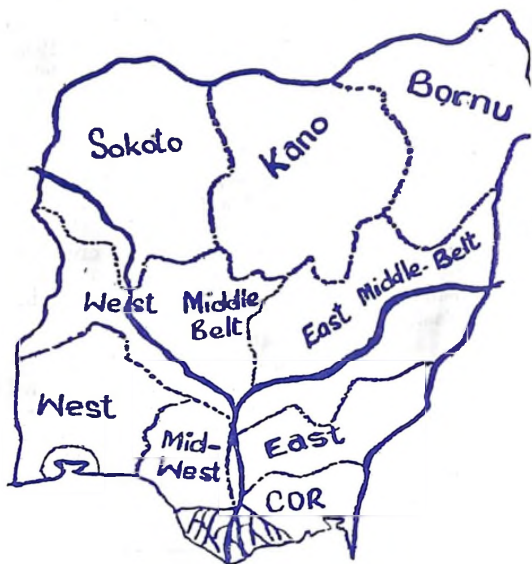 Sokoto
Kano
Bornu
West Middle
Belt
East Middle-Belt
West
Mid-
West
East
COR